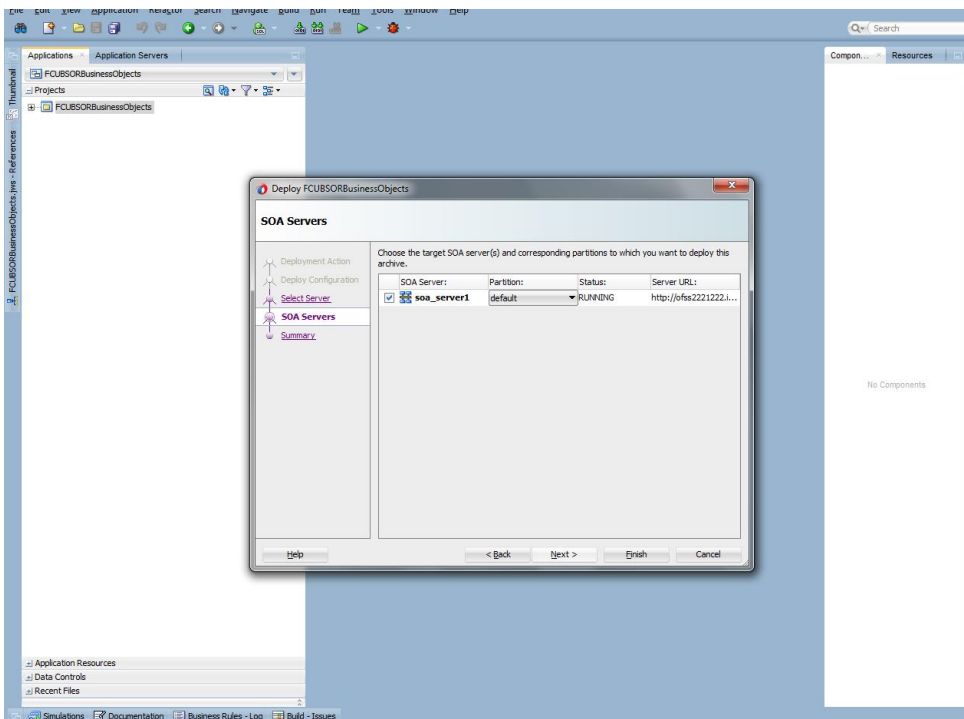 File Edit View Application Refactor Search Navigate Build Run Team Tools Window Help
Search
Applications Application Servers
FCUBSORBusinessObjects
Projects
FCUBSORBusinessObjects
Thumbnail
FCUBSORBusinessObjects.jws - References
Compon... Resources
No Components
Deploy FCUBSORBusinessObjects
SOA Servers
Deployment Action
Deploy Configuration
Select Server
SOA Servers
Summary
Choose the target SOA server(s) and corresponding partitions to which you want to deploy this
archive.
SOA Server: Partition: Status: Server URL:
soa_server1 default RUNNING http://ofss2221222.i...
Help < Back Next > Finish Cancel
Application Resources
Data Controls
Recent Files
Simulations Documentation Business Rules - Log Build - Issues